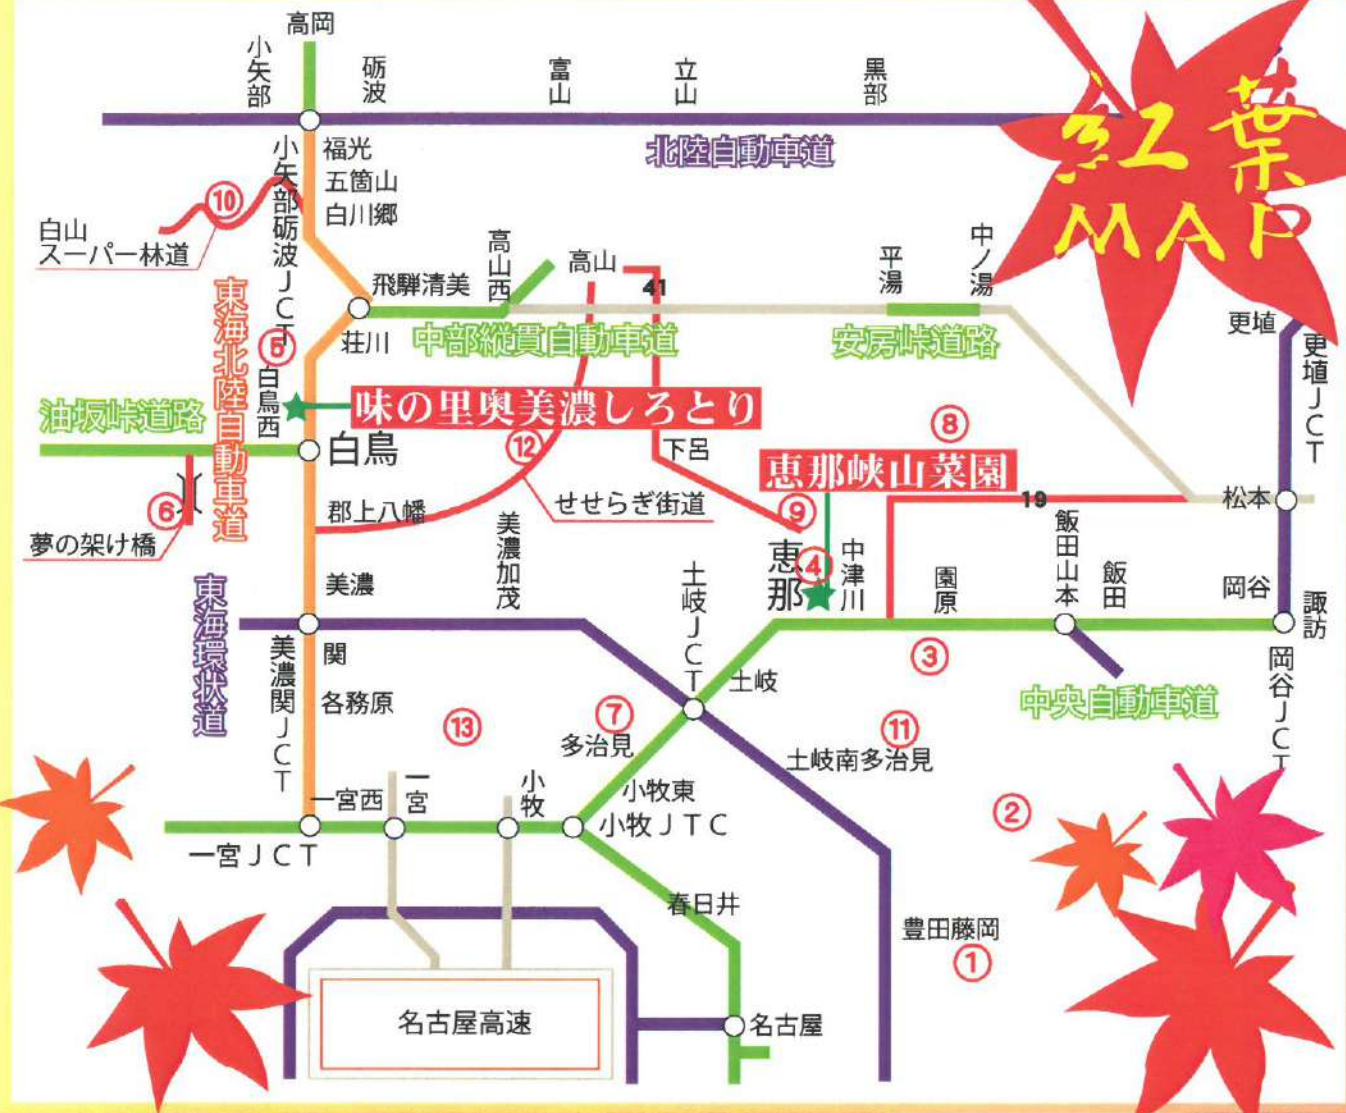 紅葉
MAP
高岡
小矢部
砺波
富山
立山
黒部
北陸自動車道
小矢部砺波JCT
福光
五箇山
白川郷
⑩
白山
スーパー林道
東海北陸自動車道
飛騨清美
高山西
高山
41
平湯
中ノ湯
荘川
中部縦貫自動車道
安房峠道路
更埴
更埴JCT
⑤
白鳥西
味の里奥美濃しろとり
油坂峠道路
白鳥
⑫
下呂
⑧
恵那峡山菜園
⑥
夢の架け橋
郡上八幡
せせらぎ街道
⑨
19
松本
恵那
④
中津川
美濃加茂
土岐JCT
園原
飯田山本
飯田
岡谷
諏訪
美濃
東海環状道
関
美濃関JCT
各務原
③
土岐
中央自動車道
岡谷JCT
⑬
⑦
多治見
⑪
土岐南多治見
一宮西
一宮
小牧
小牧東
小牧JTC
②
一宮JCT
春日井
豊田藤岡
①
名古屋高速
名古屋